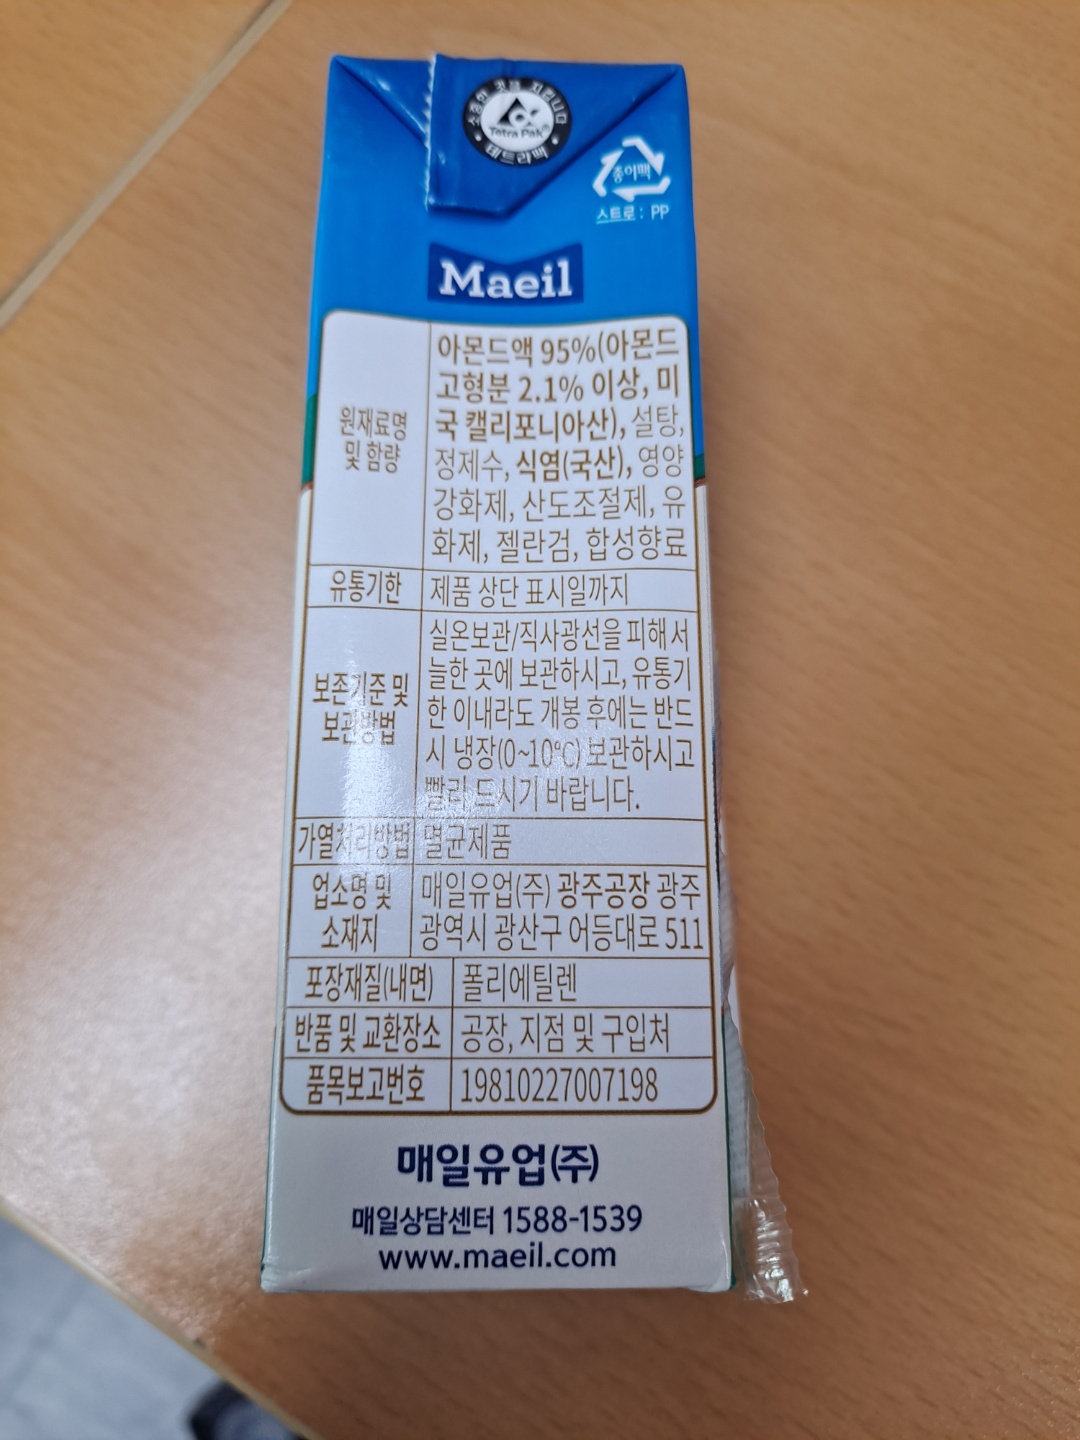 소중한 것을 지킵니다
Tetra Pak®
테트라팩
종이팩
스트로 : PP
Maeil
원재료명
및 함량
아몬드액 95%(아몬드
고형분 2.1% 이상, 미
국 캘리포니아산), 설탕,
정제수, 식염(국산), 영양
강화제, 산도조절제, 유
화제, 젤란검, 합성향료
유통기한
제품 상단 표시일까지
보존기준 및
보관방법
실온보관/직사광선을 피해 서
늘한 곳에 보관하시고, 유통기
한 이내라도 개봉 후에는 반드
시 냉장(0~10℃) 보관하시고
빨리 드시기 바랍니다.
가열처리방법
멸균제품
업소명 및
소재지
매일유업(주) 광주공장 광주
광역시 광산구 어등대로 511
포장재질(내면)
폴리에틸렌
반품 및 교환장소
공장, 지점 및 구입처
품목보고번호
19810227007198
매일유업(주)
매일상담센터 1588-1539
www.maeil.com